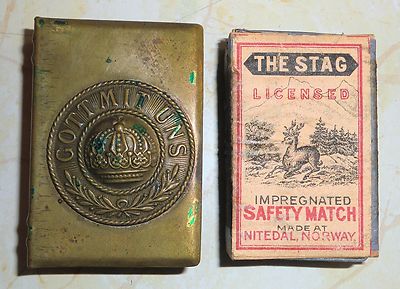 GOTT MIT UNS
THE STAG
LICENSED
IMPREGNATED
SAFETY MATCH
MADE AT
NITEDAL, NORWAY.